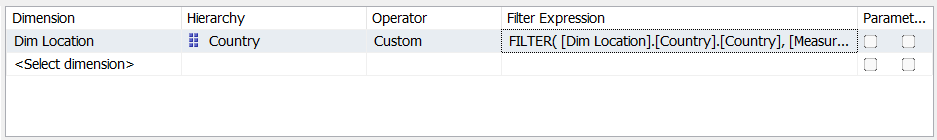 Dimension Hierarchy Operator Filter Expression Paramet...
Dim Location Country Custom FILTER( [Dim Location].[Country].[Country], [Measur...
<Select dimension>